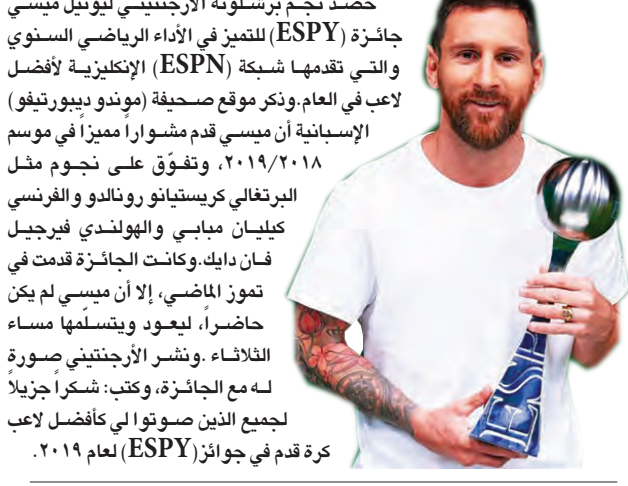 حصد نجم برشلونة الأرجنتيني ليونيل ميسي
جائزة (ESPY) للتميز في الأداء الرياضي السنوي
والتي تقدمها شبكة (ESPN) الإنكليزية لأفضل
لاعب في العام.وذكر موقع صحيفة (موندو ديبورتيفو)
الإسبانية أن ميسي قدم مشواراً مميزاً في موسم
٢٠١٩/٢٠١٨، وتفوّق على نجوم مثل
البرتغالي كريستيانو رونالدو والفرنسي
كيليان مبابي والهولندي فيرجيل
فان دايك.وكانت الجائزة قدمت في
تموز الماضي، إلا أن ميسي لم يكن
حاضراً، ليعود ويتسلّمها مساء
الثلاثاء .ونشر الأرجنتيني صورة
له مع الجائزة، وكتب: شكراً جزيلاً
لجميع الذين صوتوا لي كأفضل لاعب
كرة قدم في جوائز(ESPY) لعام ٢٠١٩.